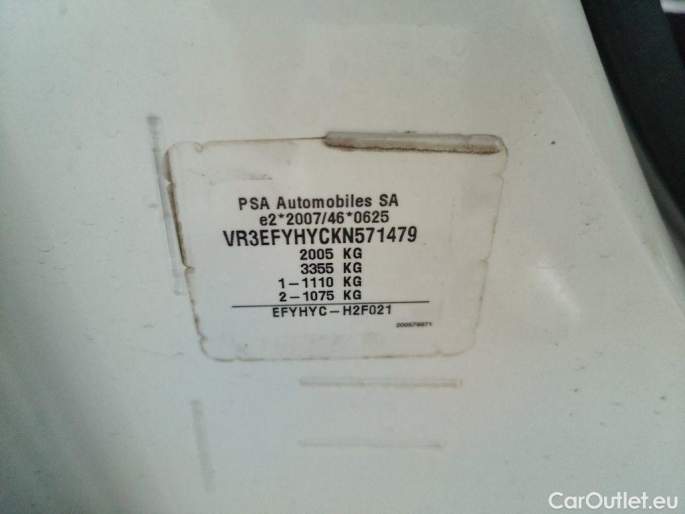 PSA Automobiles SA
e2*2007/46*0625
VR3EFYHYCKN571479
2005 KG
3355 KG
1-1110 KG
2-1075 KG
EFYHYC-H2F021
CarOutlet.eu